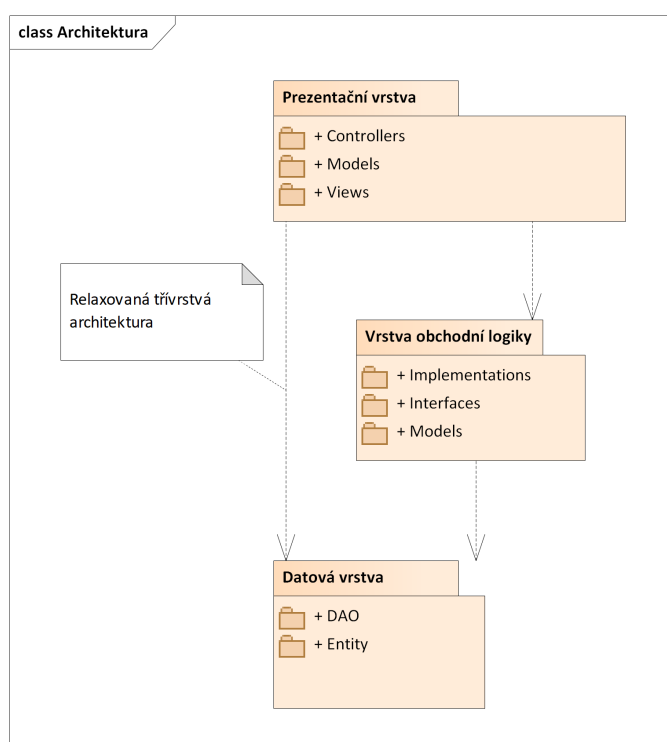 class Architektura
Prezentační vrstva
+ Controllers
+ Models
+ Views
Relaxovaná třívrstvá
architektura
Vrstva obchodní logiky
+ Implementations
+ Interfaces
+ Models
Datová vrstva
+ DAO
+ Entity